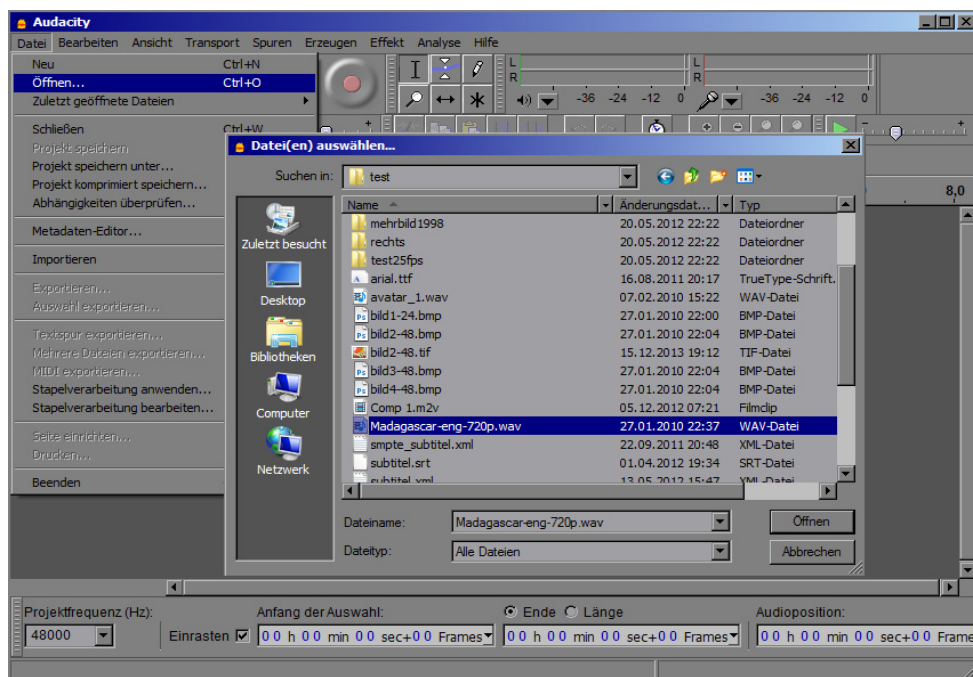 Audacity
Datei Bearbeiten Ansicht Transport Spuren Erzeugen Effekt Analyse Hilfe
Neu Ctrl+N
Öffnen... Ctrl+O
Zuletzt geöffnete Dateien
Schließen Ctrl+W
Projekt speichern
Projekt speichern unter...
Projekt komprimiert speichern...
Abhängigkeiten überprüfen...
Metadaten-Editor...
Importieren
Exportieren...
Auswahl exportieren...
Textspur exportieren...
Mehrere Dateien exportieren...
MIDI exportieren...
Stapelverarbeitung anwenden...
Stapelverarbeitung bearbeiten...
Seite einrichten...
Drucken...
Beenden
L L
R R
-36 -24 -12 0 -36 -24 -12 0
8,0
Datei(en) auswählen...
Suchen in: test
Zuletzt besucht
Desktop
Bibliotheken
Computer
Netzwerk
Name Änderungsdat... Typ
mehrbild1998 20.05.2012 22:22 Dateiordner
rechts 20.05.2012 22:22 Dateiordner
test25fps 20.05.2012 22:22 Dateiordner
arial.ttf 16.08.2011 20:17 TrueType-Schrift.
avatar_1.wav 07.02.2010 15:22 WAV-Datei
bild1-24.bmp 27.01.2010 22:00 BMP-Datei
bild2-48.bmp 27.01.2010 22:04 BMP-Datei
bild2-48.tif 15.12.2013 19:12 TIF-Datei
bild3-48.bmp 27.01.2010 22:04 BMP-Datei
bild4-48.bmp 27.01.2010 22:04 BMP-Datei
Comp 1.m2v 05.12.2012 07:21 Filmclip
Madagascar-eng-720p.wav 27.01.2010 22:37 WAV-Datei
smpte_subtitel.xml 22.09.2011 20:48 XML-Datei
subtitel.srt 01.04.2012 19:34 SRT-Datei
subtitel.xml 13.05.2012 15:47 XML-Datei
Dateiname: Madagascar-eng-720p.wav Öffnen
Dateityp: Alle Dateien Abbrechen
Projektfrequenz (Hz): Anfang der Auswahl: Ende Länge Audioposition:
48000 Einrasten 00 h 00 min 00 sec+00 Frames 00 h 00 min 00 sec+00 Frames 00 h 00 min 00 sec+00 Frame